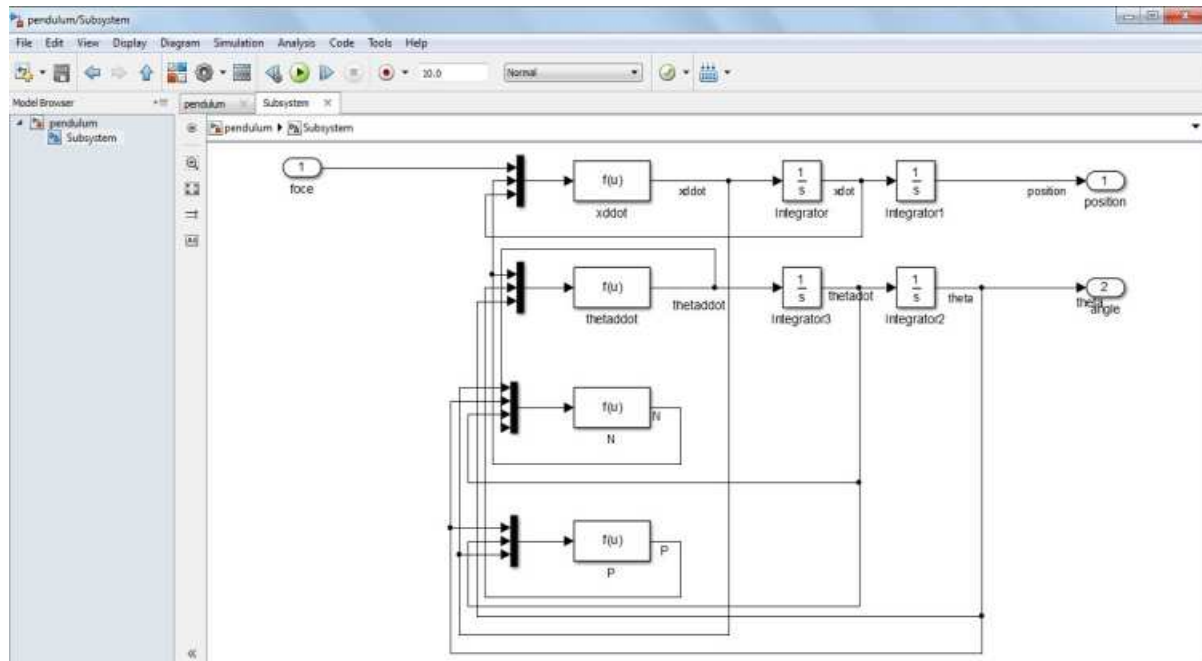 pendulum/Subsystem
File Edit View Display Diagram Simulation Analysis Code Tools Help
10.0 Normal
Model Browser
pendulum Subsystem
pendulum
Subsystem
pendulum Subsystem
1
foce
f(u)
xddot
xddot
1
s
Integrator
xdot
1
s
Integrator1
position
1
position
f(u)
thetaddot
thetaddot
1
s
Integrator3
thetadot
1
s
Integrator2
theta
2
theta
angle
f(u)
N
N
f(u)
P
P